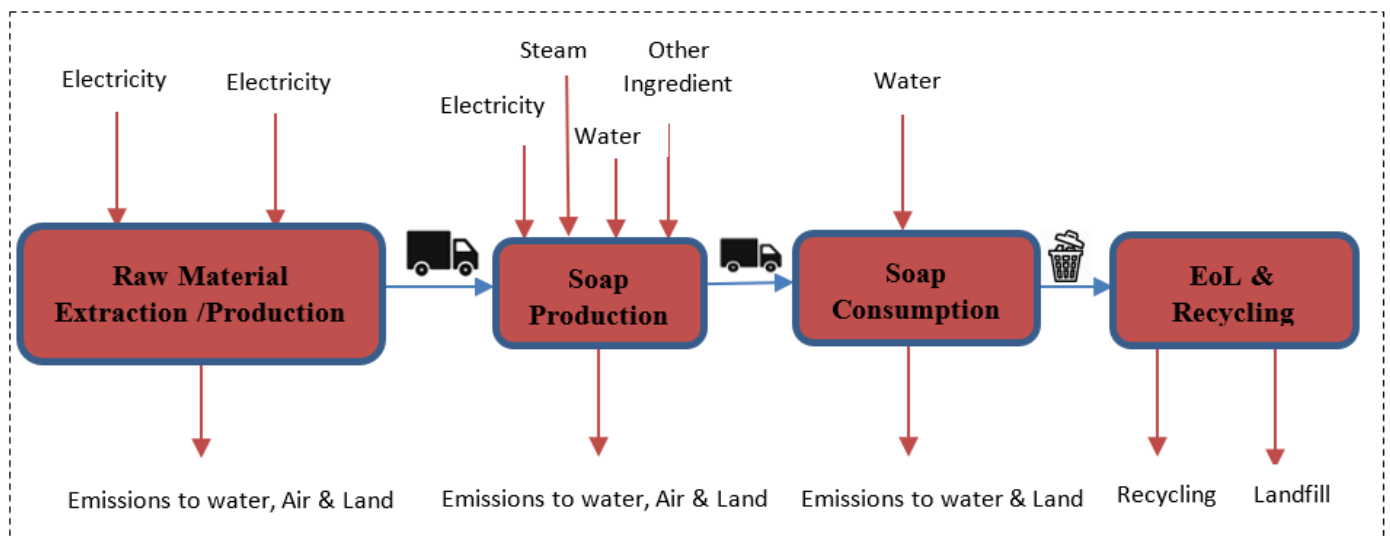 Electricity
Electricity
Electricity
Steam
Water
Other
Ingredient
Water
Raw Material
Extraction /Production
Soap
Production
Soap
Consumption
EoL &
Recycling
Emissions to water, Air & Land
Emissions to water, Air & Land
Emissions to water & Land
Recycling
Landfill